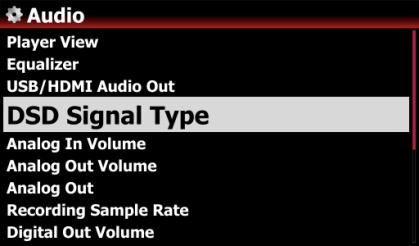 Audio
Player View
Equalizer
USB/HDMI Audio Out
DSD Signal Type
Analog In Volume
Analog Out Volume
Analog Out
Recording Sample Rate
Digital Out Volume